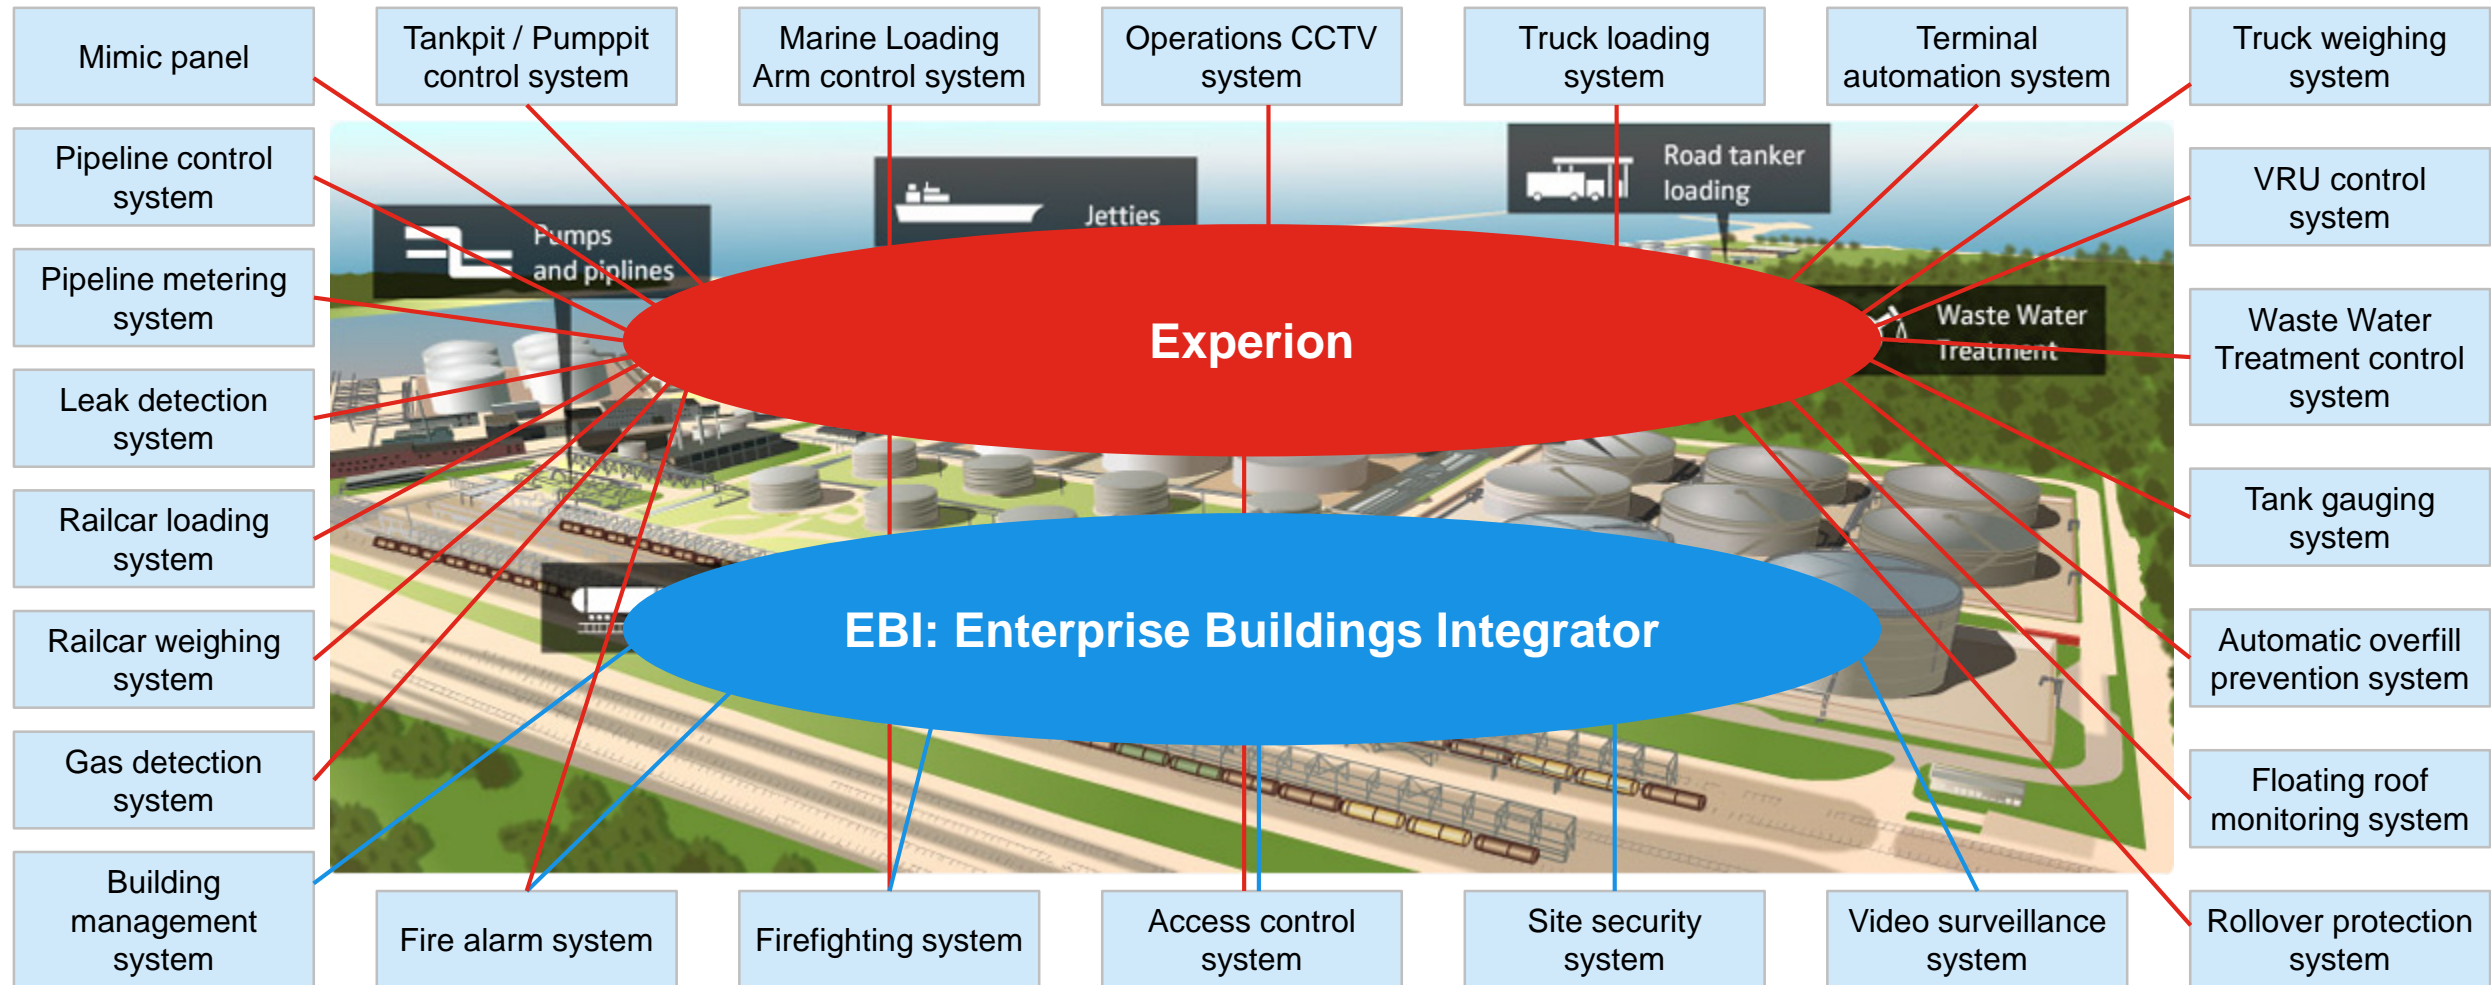 Mimic panel
Tankpit / Pumppit
control system
Marine Loading
Arm control system
Operations CCTV
system
Truck loading
system
Terminal
automation system
Truck weighing
system
Pipeline control
system
Pipeline metering
system
Leak detection
system
Railcar loading
system
Railcar weighing
system
Gas detection
system
Building
management
system
Pumps
and piplines
Jetties
Road tanker
loading
Waste Water
Treatment
Experion
EBI: Enterprise Buildings Integrator
VRU control
system
Waste Water
Treatment control
system
Tank gauging
system
Automatic overfill
prevention system
Floating roof
monitoring system
Fire alarm system
Firefighting system
Access control
system
Site security
system
Video surveillance
system
Rollover protection
system